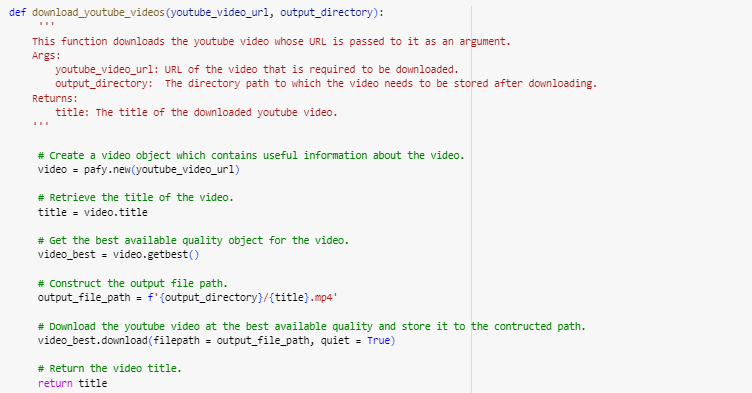 def download_youtube_videos(youtube_video_url, output_directory):
'''
This function downloads the youtube video whose URL is passed to it as an argument.
Args:
youtube_video_url: URL of the video that is required to be downloaded.
output_directory:  The directory path to which the video needs to be stored after downloading.
Returns:
title: The title of the downloaded youtube video.
'''
# Create a video object which contains useful information about the video.
video = pafy.new(youtube_video_url)
# Retrieve the title of the video.
title = video.title
# Get the best available quality object for the video.
video_best = video.getbest()
# Construct the output file path.
output_file_path = f'{output_directory}/{title}.mp4'
# Download the youtube video at the best available quality and store it to the contructed path.
video_best.download(filepath = output_file_path, quiet = True)
# Return the video title.
return title